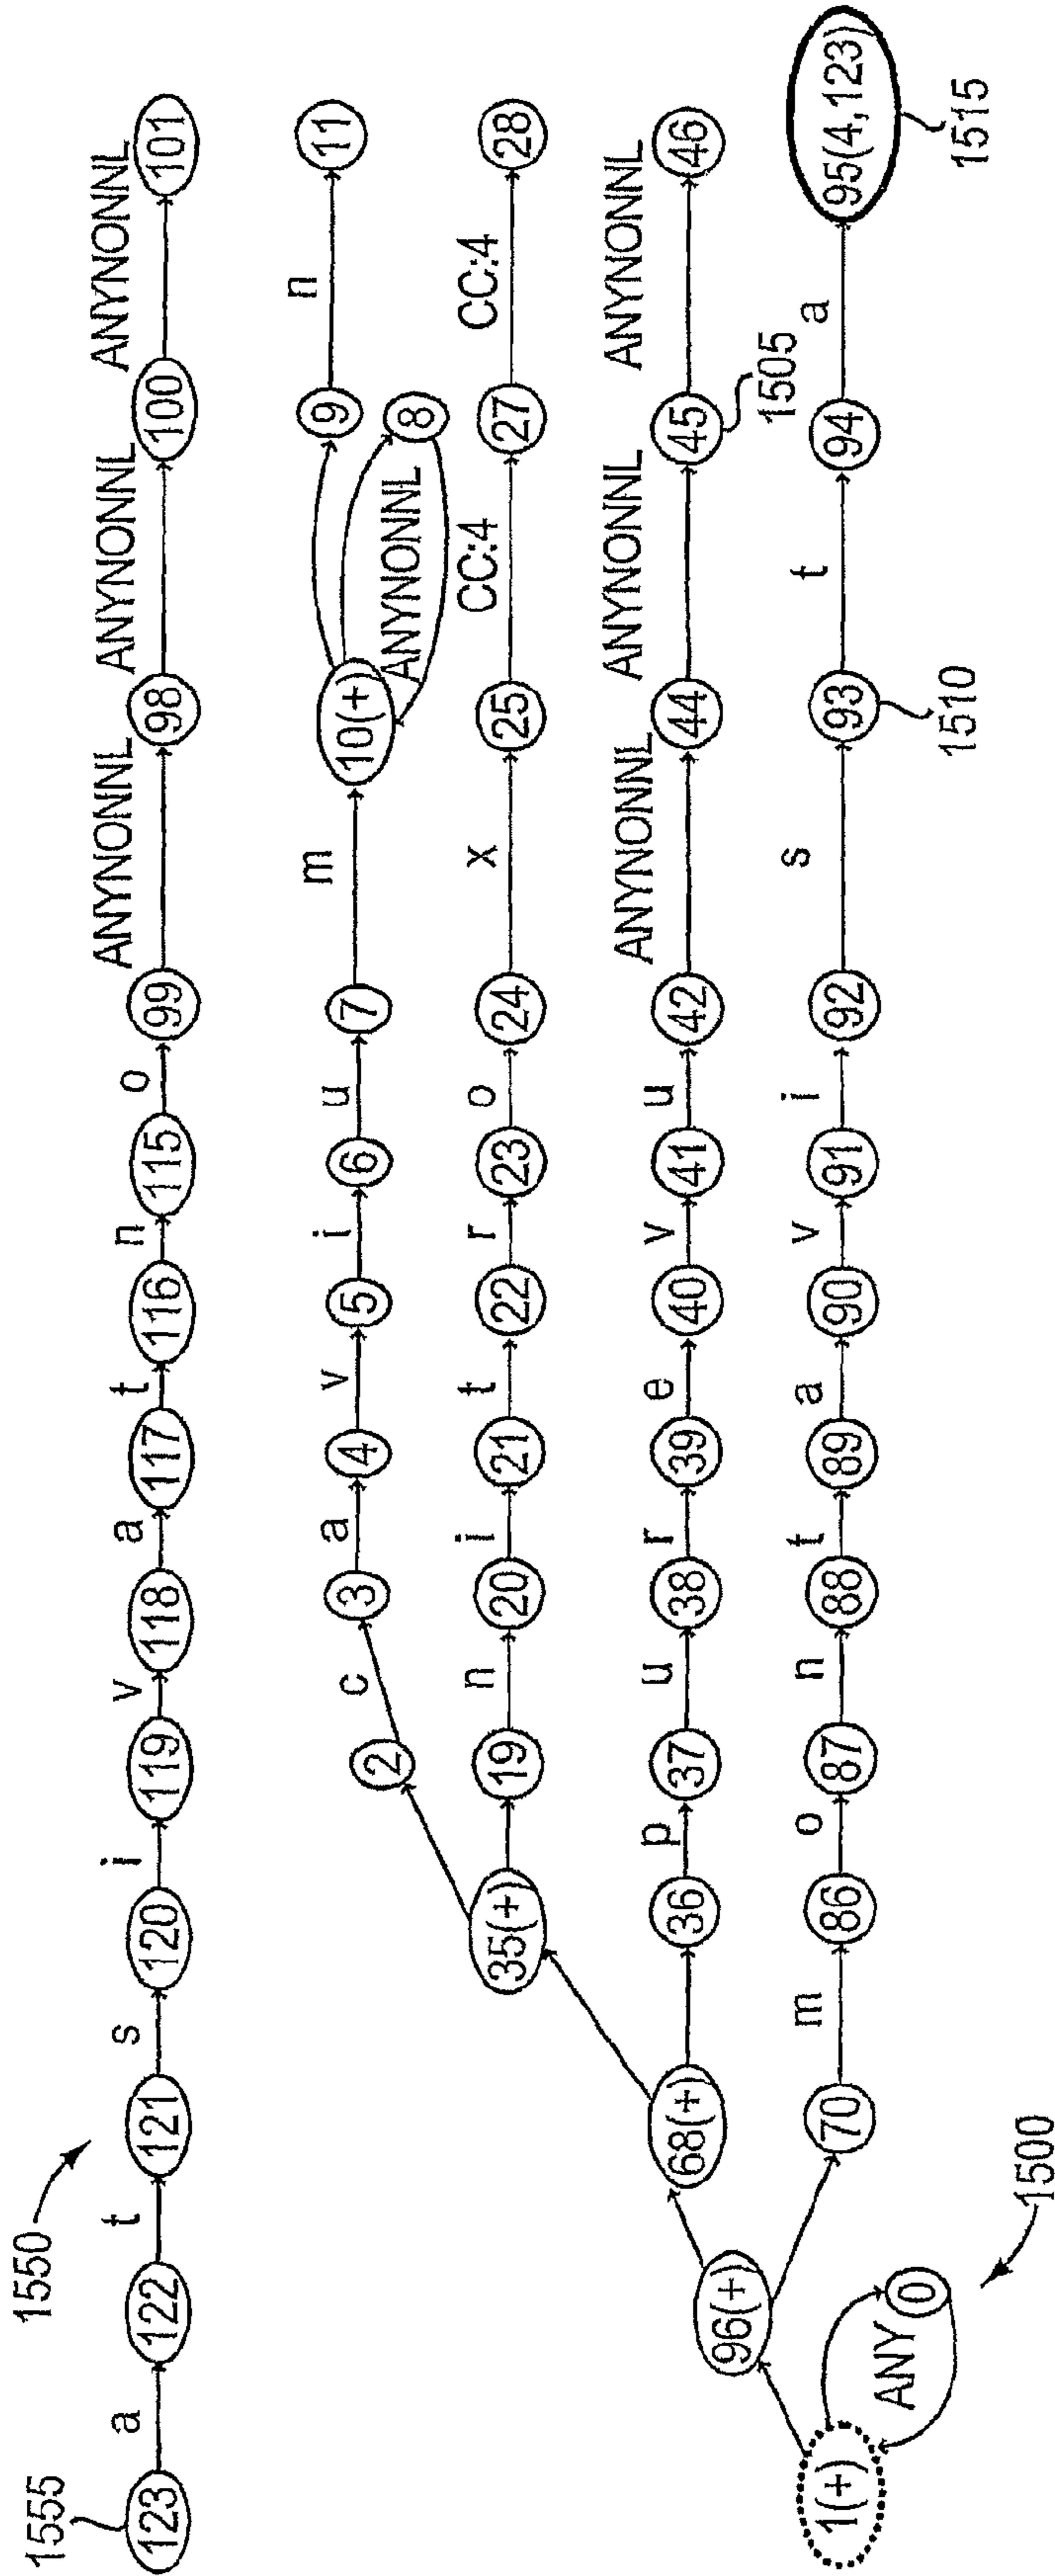 1550
1555
a t s i v a t n o ANYNONNL ANYNONNL ANYNONNL
123 122 121 120 119 118 117 116 115 99 98 100 101
c a v i u m n
2 3 4 5 6 7 10(+) 9 11
ANYNONNL 8
n i t r o x CC:4 CC:4
35(+) 19 20 21 22 23 24 25 27 28
p u r e v u ANYNONNL ANYNONNL ANYNONNL
68(+) 36 37 38 39 40 41 42 44 45 46
1505
m o n t a v i s t a
96(+) 70 86 87 88 89 90 91 92 93 94 95(4,123)
1510
1515
1(+) ANY 0
1500